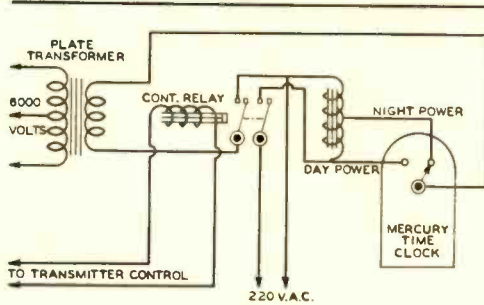 PLATE
TRANSFORMER
6000
VOLTS
CONT. RELAY
NIGHT POWER
DAY POWER
MERCURY
TIME
CLOCK
TO TRANSMITTER CONTROL
220 V.A.C.